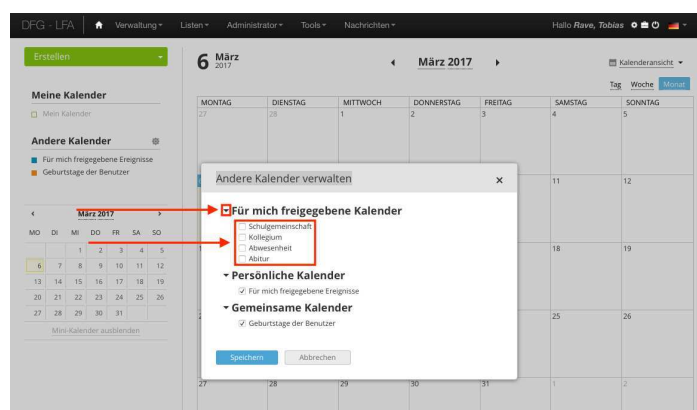 DFG - LFA Verwaltung Listen Administrator Tools Nachrichten Hallo Rave, Tobias
Erstellen
6 März 2017
März 2017
Kalenderansicht
Tag Woche Monat
Meine Kalender
Mein Kalender
Andere Kalender
Für mich freigegebene Ereignisse
Geburtstage der Benutzer
März 2017
MO DI MI DO FR SA SO
1 2 3 4 5
6 7 8 9 10 11 12
13 14 15 16 17 18 19
20 21 22 23 24 25 26
27 28 29 30 31
Mini-Kalender ausblenden
MONTAG DIENSTAG MITTWOCH DONNERSTAG FREITAG SAMSTAG SONNTAG
27 28 1 2 3 4 5
11 12
18 19
25 26
27 28 29 30 31 1 2
Andere Kalender verwalten ×
Für mich freigegebene Kalender
Schulgemeinschaft
Kollegium
Abwesenheit
Abitur
Persönliche Kalender
Für mich freigegebene Ereignisse
Gemeinsame Kalender
Geburtstage der Benutzer
Speichern Abbrechen